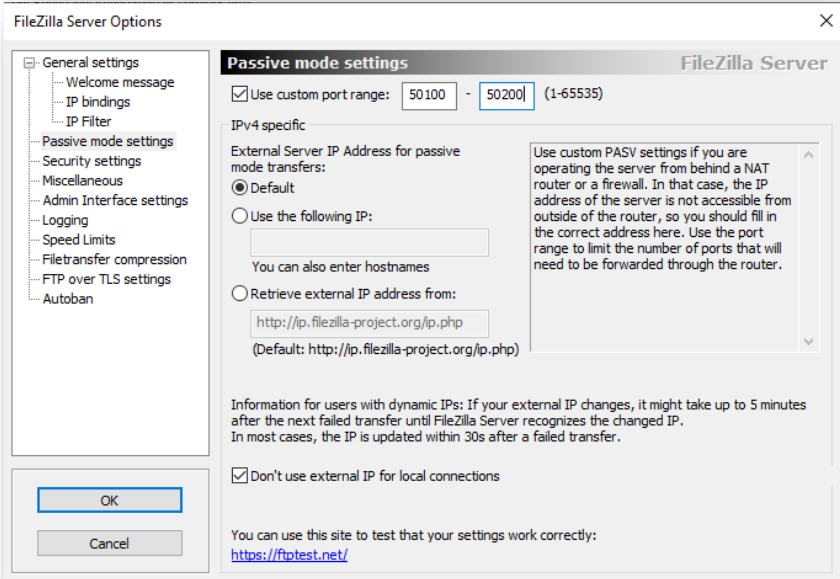 FileZilla Server Options
General settings
Welcome message
IP bindings
IP Filter
Passive mode settings
Security settings
Miscellaneous
Admin Interface settings
Logging
Speed Limits
Filetransfer compression
FTP over TLS settings
Autoban
OK
Cancel
Passive mode settings FileZilla Server
Use custom port range: 50100 - 50200 (1-65535)
IPv4 specific
External Server IP Address for passive
mode transfers:
Default
Use the following IP:
You can also enter hostnames
Retrieve external IP address from:
http://ip.filezilla-project.org/ip.php
(Default: http://ip.filezilla-project.org/ip.php)
Use custom PASV settings if you are
operating the server from behind a NAT
router or a firewall. In that case, the IP
address of the server is not accessible from
outside of the router, so you should fill in
the correct address here. Use the port
range to limit the number of ports that will
need to be forwarded through the router.
Information for users with dynamic IPs: If your external IP changes, it might take up to 5 minutes
after the next failed transfer until FileZilla Server recognizes the changed IP.
In most cases, the IP is updated within 30s after a failed transfer.
Don't use external IP for local connections
You can use this site to test that your settings work correctly:
https://ftptest.net/